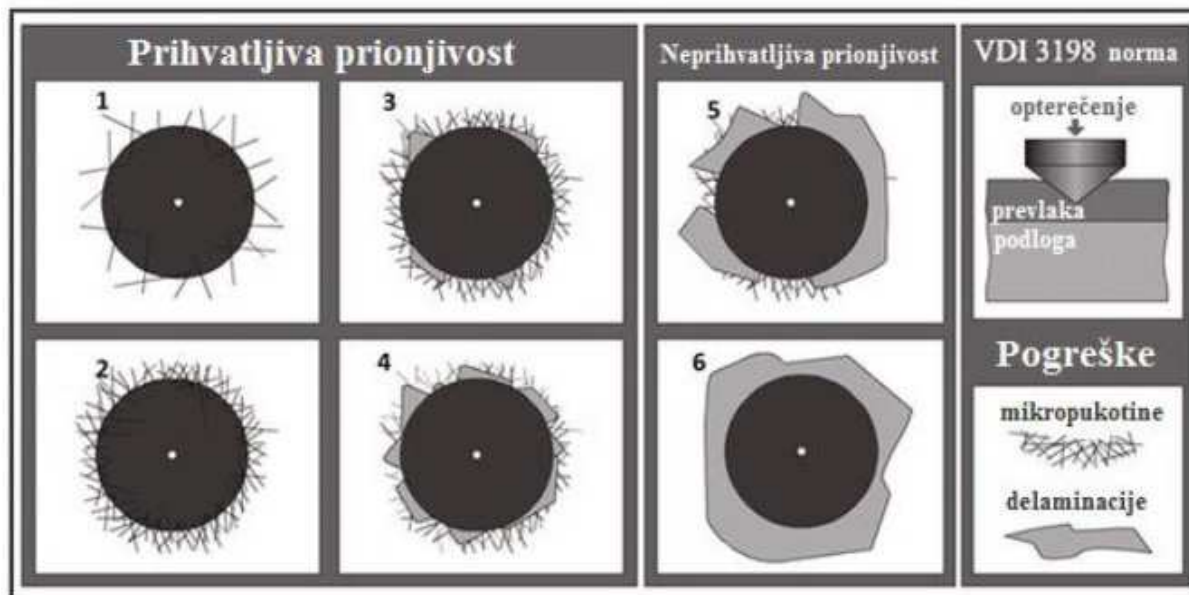 Prihvatljiva prionjivost
1
3
2
4
Neprihvatljiva prionjivost
5
6
VDI 3198 norma
opterečenje
prevlaka
podloga
Pogreške
mikropukotine
delaminacije